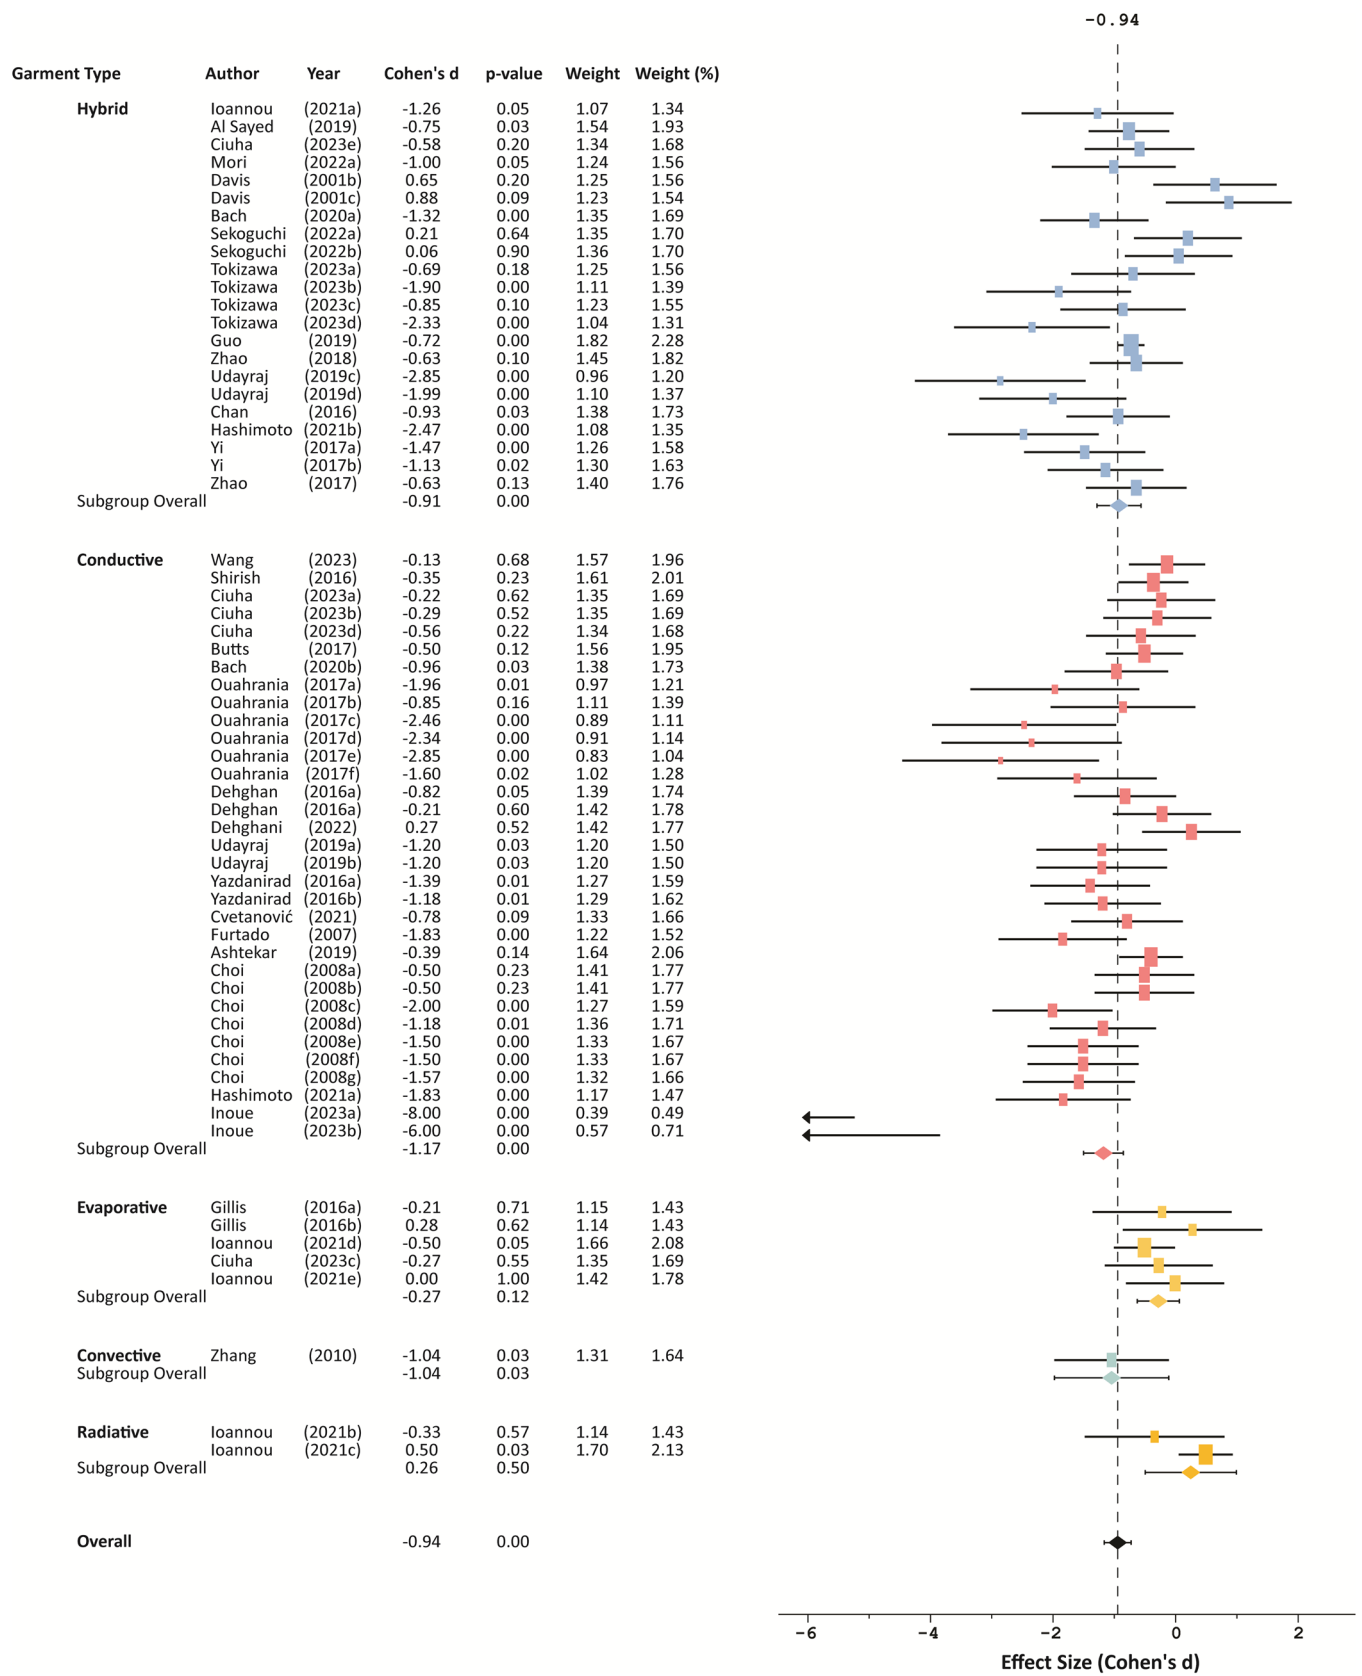 -0.94
Garment Type Author Year Cohen's d p-value Weight Weight (%)
Hybrid Ioannou (2021a) -1.26 0.05 1.07 1.34
Al Sayed (2019) -0.75 0.03 1.54 1.93
Ciuha (2023e) -0.58 0.20 1.34 1.68
Mori (2022a) -1.00 0.05 1.24 1.56
Davis (2001b) 0.65 0.20 1.25 1.56
Davis (2001c) 0.88 0.09 1.23 1.54
Bach (2020a) -1.32 0.00 1.35 1.69
Sekoguchi (2022a) 0.21 0.64 1.35 1.70
Sekoguchi (2022b) 0.06 0.90 1.36 1.70
Tokizawa (2023a) -0.69 0.18 1.25 1.56
Tokizawa (2023b) -1.90 0.00 1.11 1.39
Tokizawa (2023c) -0.85 0.10 1.23 1.55
Tokizawa (2023d) -2.33 0.00 1.04 1.31
Guo (2019) -0.72 0.00 1.82 2.28
Zhao (2018) -0.63 0.10 1.45 1.82
Udayraj (2019c) -2.85 0.00 0.96 1.20
Udayraj (2019d) -1.99 0.00 1.10 1.37
Chan (2016) -0.93 0.03 1.38 1.73
Hashimoto (2021b) -2.47 0.00 1.08 1.35
Yi (2017a) -1.47 0.00 1.26 1.58
Yi (2017b) -1.13 0.02 1.30 1.63
Zhao (2017) -0.63 0.13 1.40 1.76
Subgroup Overall -0.91 0.00
Conductive Wang (2023) -0.13 0.68 1.57 1.96
Shirish (2016) -0.35 0.23 1.61 2.01
Ciuha (2023a) -0.22 0.62 1.35 1.69
Ciuha (2023b) -0.29 0.52 1.35 1.69
Ciuha (2023d) -0.56 0.22 1.34 1.68
Butts (2017) -0.50 0.12 1.56 1.95
Bach (2020b) -0.96 0.03 1.38 1.73
Ouahrania (2017a) -1.96 0.01 0.97 1.21
Ouahrania (2017b) -0.85 0.16 1.11 1.39
Ouahrania (2017c) -2.46 0.00 0.89 1.11
Ouahrania (2017d) -2.34 0.00 0.91 1.14
Ouahrania (2017e) -2.85 0.00 0.83 1.04
Ouahrania (2017f) -1.60 0.02 1.02 1.28
Dehghan (2016a) -0.82 0.05 1.39 1.74
Dehghan (2016a) -0.21 0.60 1.42 1.78
Dehghani (2022) 0.27 0.52 1.42 1.77
Udayraj (2019a) -1.20 0.03 1.20 1.50
Udayraj (2019b) -1.20 0.03 1.20 1.50
Yazdanirad (2016a) -1.39 0.01 1.27 1.59
Yazdanirad (2016b) -1.18 0.01 1.29 1.62
Cvetanović (2021) -0.78 0.09 1.33 1.66
Furtado (2007) -1.83 0.00 1.22 1.52
Ashtekar (2019) -0.39 0.14 1.64 2.06
Choi (2008a) -0.50 0.23 1.41 1.77
Choi (2008b) -0.50 0.23 1.41 1.77
Choi (2008c) -2.00 0.00 1.27 1.59
Choi (2008d) -1.18 0.01 1.36 1.71
Choi (2008e) -1.50 0.00 1.33 1.67
Choi (2008f) -1.50 0.00 1.33 1.67
Choi (2008g) -1.57 0.00 1.32 1.66
Hashimoto (2021a) -1.83 0.00 1.17 1.47
Inoue (2023a) -8.00 0.00 0.39 0.49
Inoue (2023b) -6.00 0.00 0.57 0.71
Subgroup Overall -1.17 0.00
Evaporative Gillis (2016a) -0.21 0.71 1.15 1.43
Gillis (2016b) 0.28 0.62 1.14 1.43
Ioannou (2021d) -0.50 0.05 1.66 2.08
Ciuha (2023c) -0.27 0.55 1.35 1.69
Ioannou (2021e) 0.00 1.00 1.42 1.78
Subgroup Overall -0.27 0.12
Convective Zhang (2010) -1.04 0.03 1.31 1.64
Subgroup Overall -1.04 0.03
Radiative Ioannou (2021b) -0.33 0.57 1.14 1.43
Ioannou (2021c) 0.50 0.03 1.70 2.13
Subgroup Overall 0.26 0.50
Overall -0.94 0.00
-6 -4 -2 0 2
Effect Size (Cohen's d)